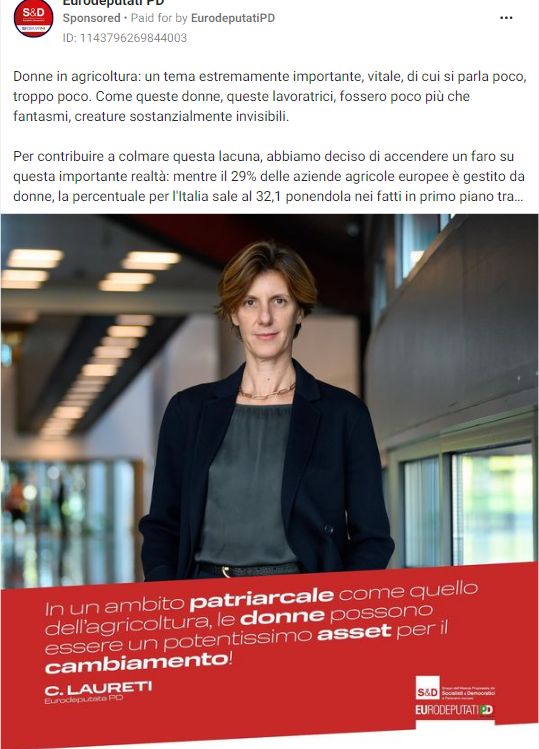 Eurodeputati PD
Sponsored • Paid for by EurodeputatiPD
ID: 1143796269844003
Donne in agricoltura: un tema estremamente importante, vitale, di cui si parla poco,
troppo poco. Come queste donne, queste lavoratrici, fossero poco più che
fantasmi, creature sostanzialmente invisibili.
Per contribuire a colmare questa lacuna, abbiamo deciso di accendere un faro su
questa importante realtà: mentre il 29% delle aziende agricole europee è gestito da
donne, la percentuale per l'Italia sale al 32,1 ponendola nei fatti in primo piano tra...
In un ambito patriarcale come quello
dell'agricoltura, le donne possono
essere un potentissimo asset per il
cambiamento!
C. LAURETI
Eurodeputata PD
S&D
Socialisti & Democratici
EURODEPUTATI PD